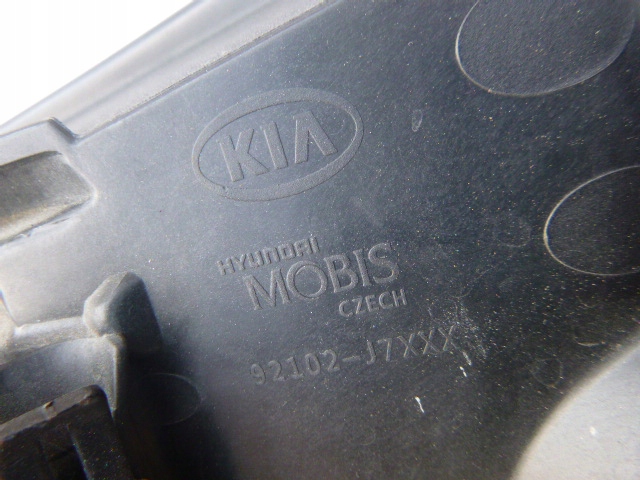 KIA
HYUNDAI
MOBIS
CZECH
92102-J7XXX